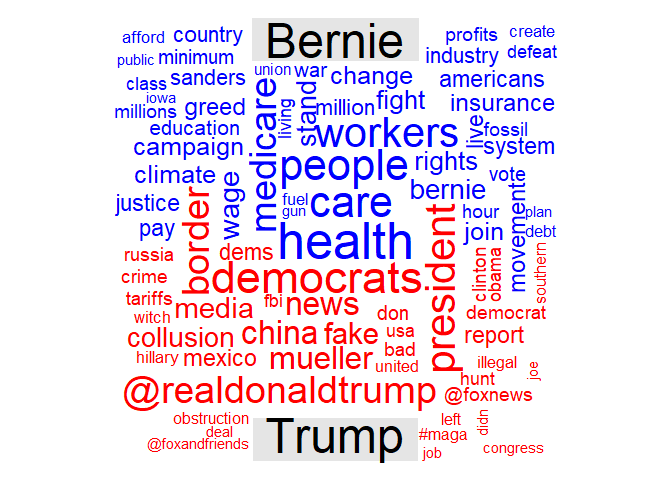 Bernie
afford country profits create
public minimum industry defeat
class sanders union war change americans
iowa
millions greed medicare living stand million fight insurance
education workers live fossil
campaign people rights system
climate wage care bernie vote
justice border fuel gun hour plan
pay health president join movement debt
russia dems clinton obama southern
crime democrats
tariffs media fbi news don democrat
witch
collusion china fake usa report
hillary mexico mueller bad united illegal joe
@realdonaldtrump hunt @foxnews
obstruction Trump left didn
deal #maga
@foxandfriends job congress